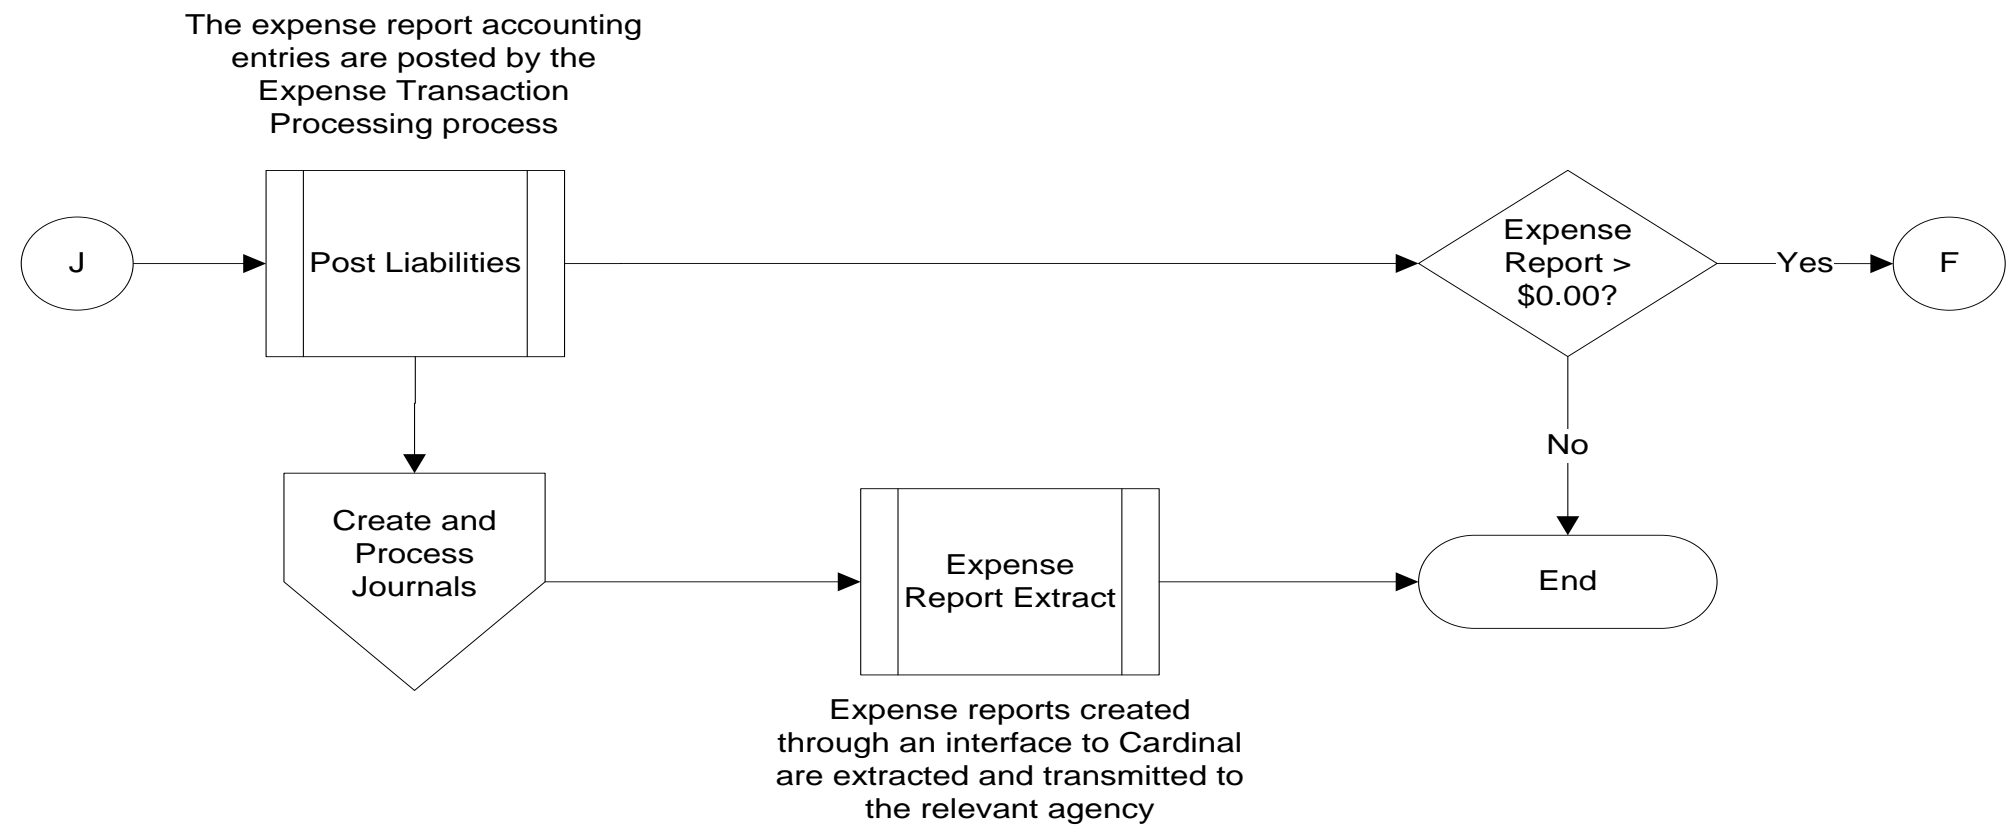 The expense report accounting
entries are posted by the
Expense Transaction
Processing process
J
Post Liabilities
Expense
Report >
$0.00?
Yes
F
No
Create and
Process
Journals
Expense
Report Extract
End
Expense reports created
through an interface to Cardinal
are extracted and transmitted to
the relevant agency